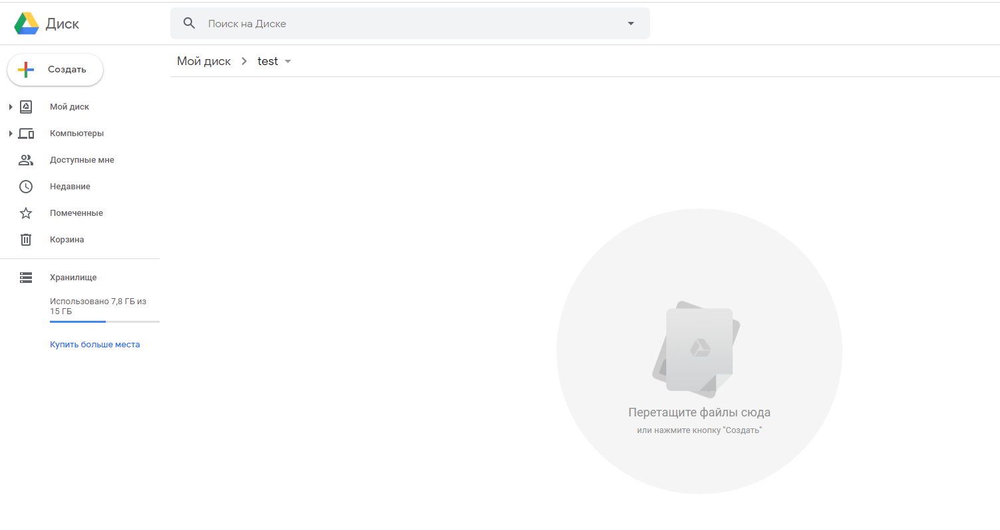 Диск
Поиск на Диске
Создать
Мой диск
test
Мой диск
Компьютеры
Доступные мне
Недавние
Помеченные
Корзина
Хранилище
Использовано 7,8 ГБ из
15 ГБ
Купить больше места
Перетащите файлы сюда
или нажмите кнопку "Создать"